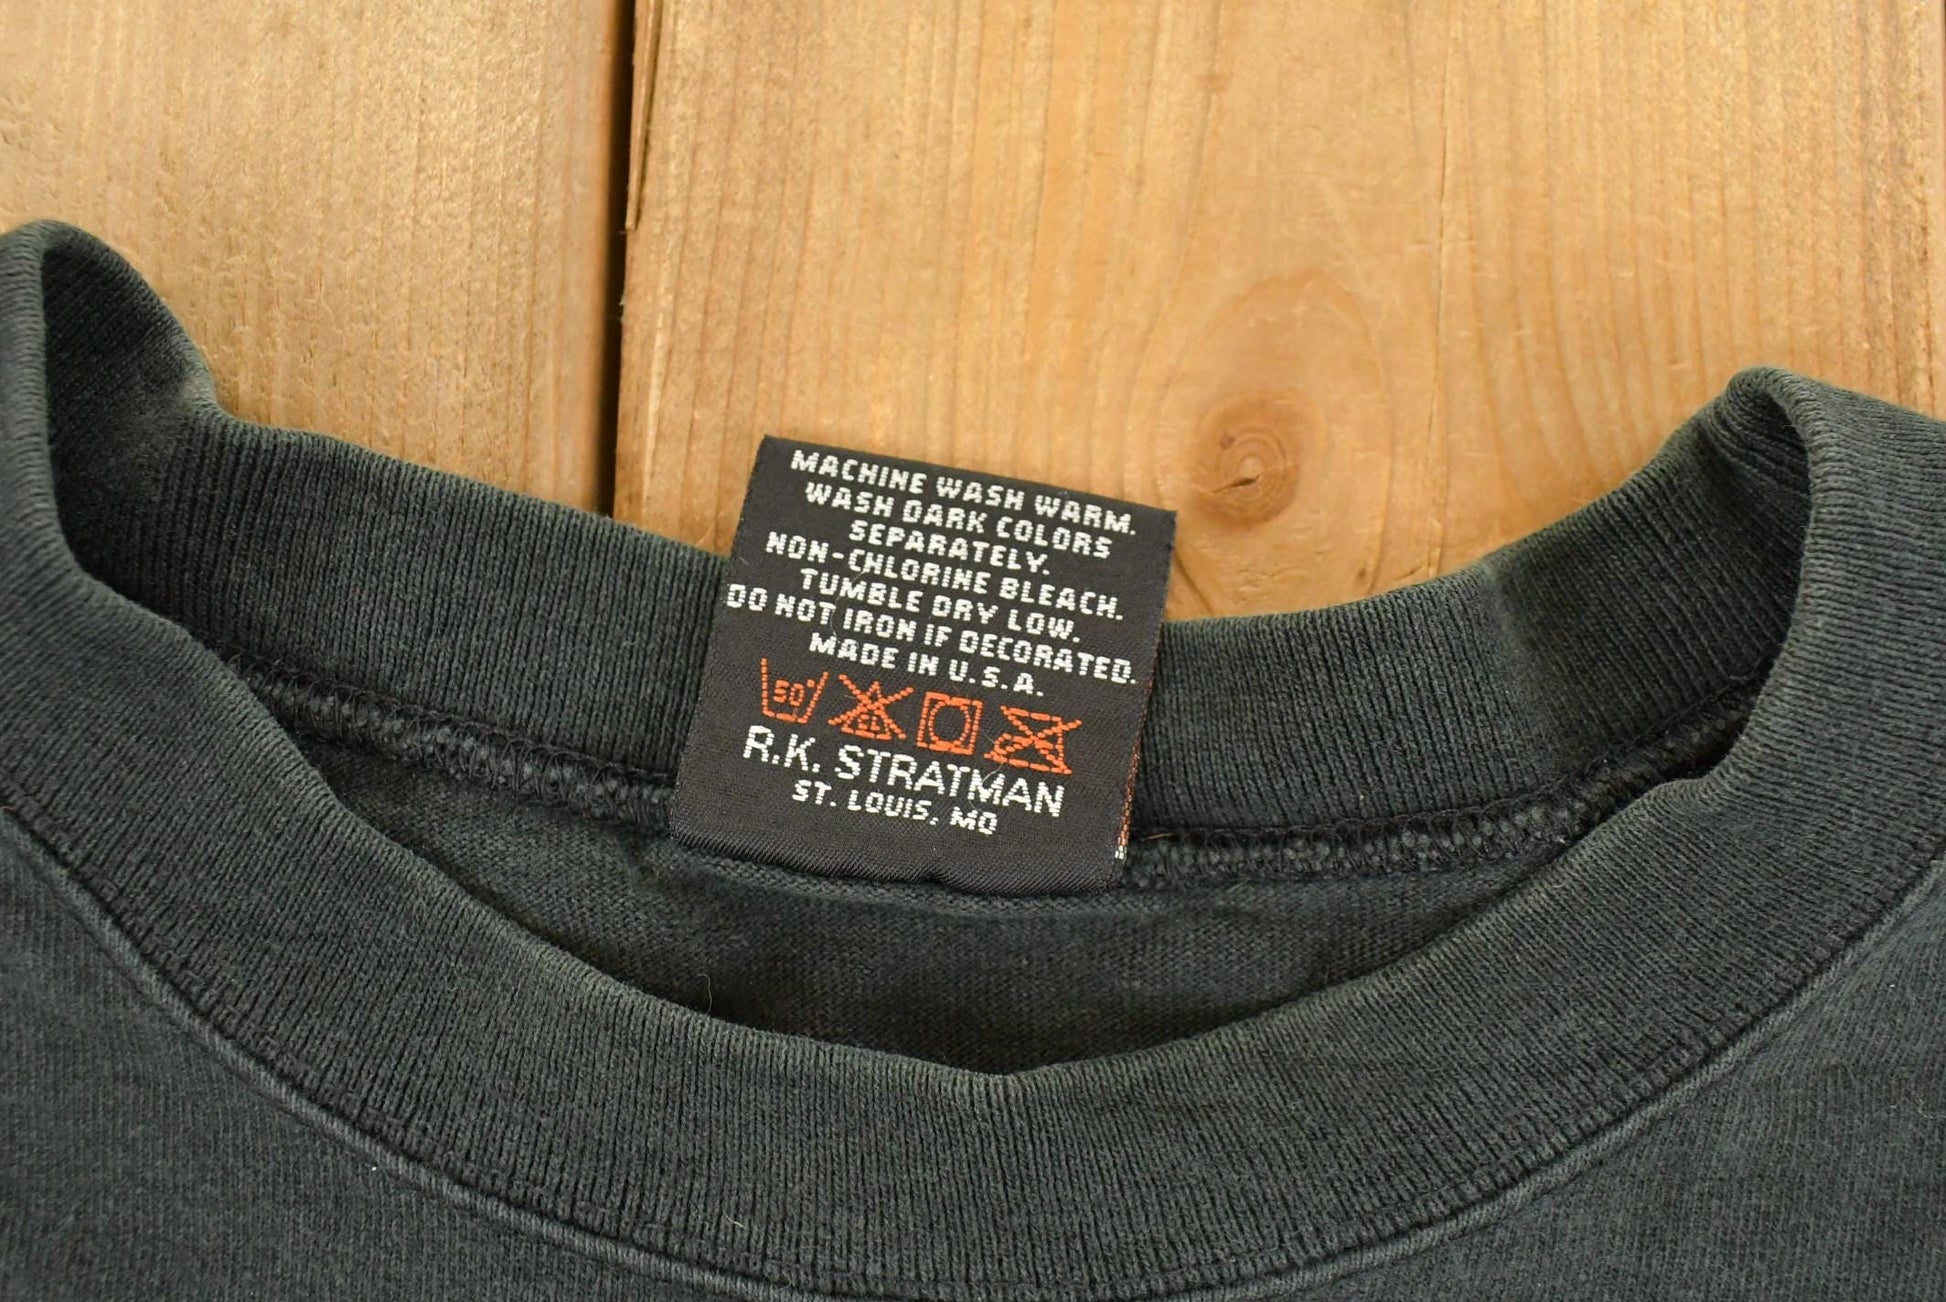 MACHINE WASH WARM.
WASH DARK COLORS
SEPARATELY.
NON-CHLORINE BLEACH.
TUMBLE DRY LOW.
DO NOT IRON IF DECORATED.
MADE IN U.S.A.
50° CL
R.K. STRATMAN
ST. LOUIS, MO